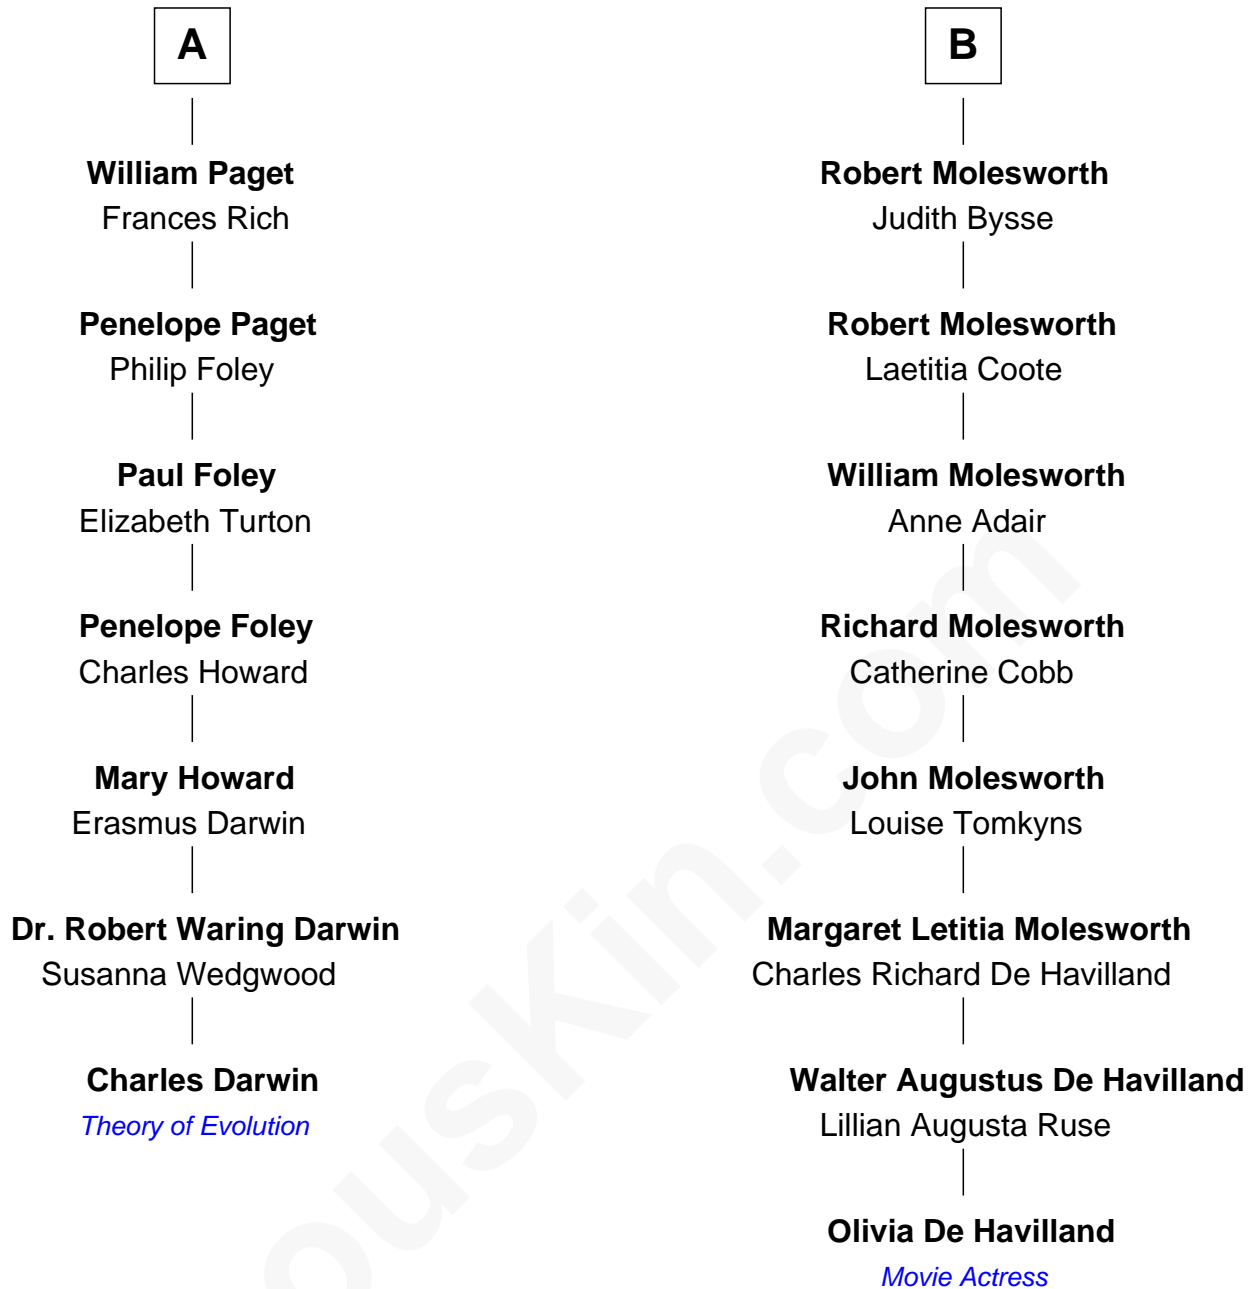 A
William Paget
Frances Rich
Penelope Paget
Philip Foley
Paul Foley
Elizabeth Turton
Penelope Foley
Charles Howard
Mary Howard
Erasmus Darwin
Dr. Robert Waring Darwin
Susanna Wedgwood
Charles Darwin
Theory of Evolution
B
Robert Molesworth
Judith Bysse
Robert Molesworth
Laetitia Coote
William Molesworth
Anne Adair
Richard Molesworth
Catherine Cobb
John Molesworth
Louise Tomkyns
Margaret Letitia Molesworth
Charles Richard De Havilland
Walter Augustus De Havilland
Lillian Augusta Ruse
Olivia De Havilland
Movie Actress
ousKin.com